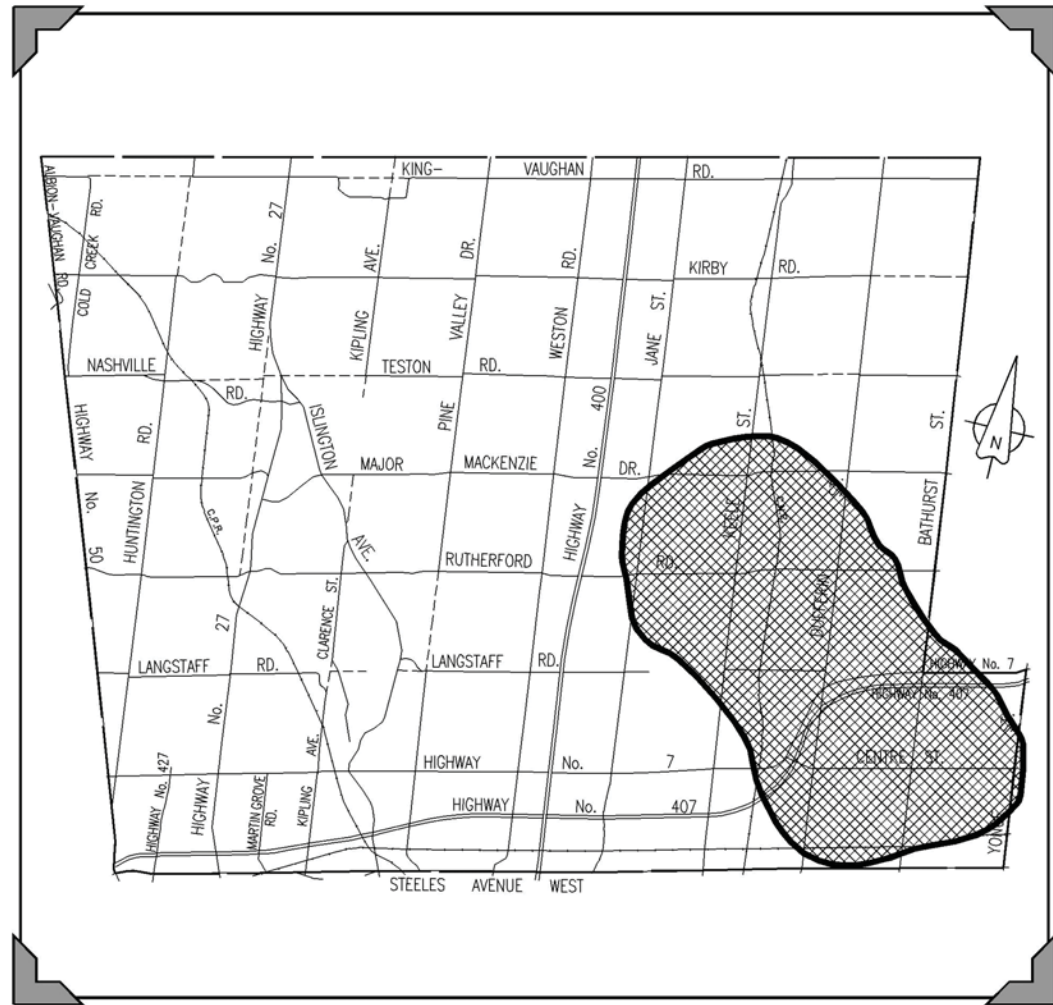 KING- VAUGHAN RD.
ALBION-VAUGHAN RD.
COLD CREEK RD.
HIGHWAY No. 27
KIPLING AVE.
PINE VALLEY DR.
WESTON RD.
KIRBY RD.
JANE ST.
NASHVILLE RD.
TESTON RD.
HIGHWAY No. 50
HUNTINGTON RD.
ISLINGTON AVE.
HIGHWAY No. 400
MAJOR MACKENZIE DR.
KEELE ST.
BATHURST ST.
N
C.P.R.
RUTHERFORD RD.
DUFFERIN
CLARENCE ST.
LANGSTAFF RD.
LANGSTAFF RD.
HIGHWAY No. 7
HIGHWAY No. 407
HIGHWAY No. 27
KIPLING AVE.
HIGHWAY No. 427
MARTIN GROVE RD.
HIGHWAY No. 7
CENTRE ST.
HIGHWAY No. 407
STEELES AVENUE WEST